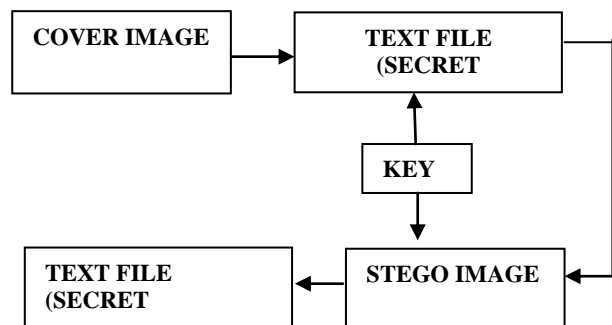 COVER IMAGE
TEXT FILE
(SECRET
KEY
TEXT FILE
(SECRET
STEGO IMAGE